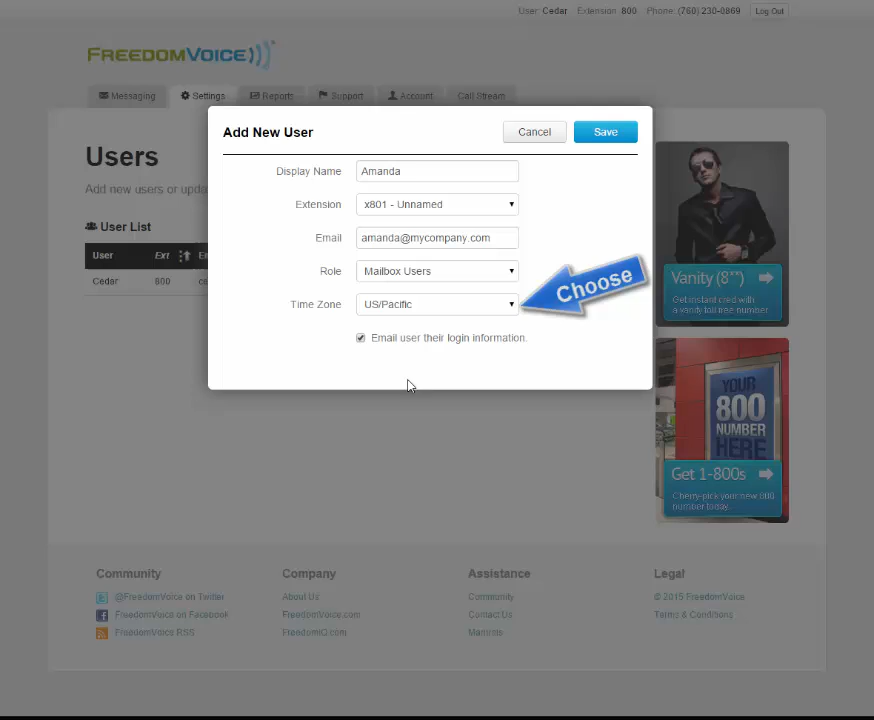 User: Cedar Extension: 800 Phone: (760) 230-0869 Log Out
FREEDOMVOICE
Messaging Settings Reports Support Account Call Stream
Add New User Cancel Save
Users
Add new users or upda
User List
User Ext E
Cedar 800
Display Name Amanda
Extension x801 - Unnamed
Email amanda@mycompany.com
Role Mailbox Users
Time Zone US/Pacific
Email user their login information.
Choose
Vanity (8**)
Get instant cred with
a vanity toll free number.
YOUR
800
NUMBER
HERE
Get 1-800s
Cherry-pick your new 800
number today.
Community Company Assistance Legal
@FreedomVoice on Twitter About Us Community © 2015 FreedomVoice
FreedomVoice on Facebook FreedomVoice.com Contact Us Terms & Conditions
FreedomVoice RSS FreedomIQ.com Manuals